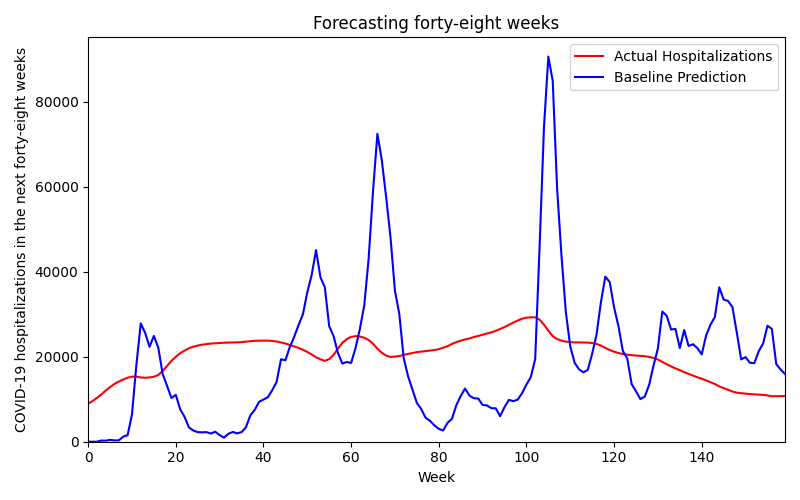 Forecasting forty-eight weeks
Actual Hospitalizations
Baseline Prediction
COVID-19 hospitalizations in the next forty-eight weeks
80000
60000
40000
20000
0
0 20 40 60 80 100 120 140
Week